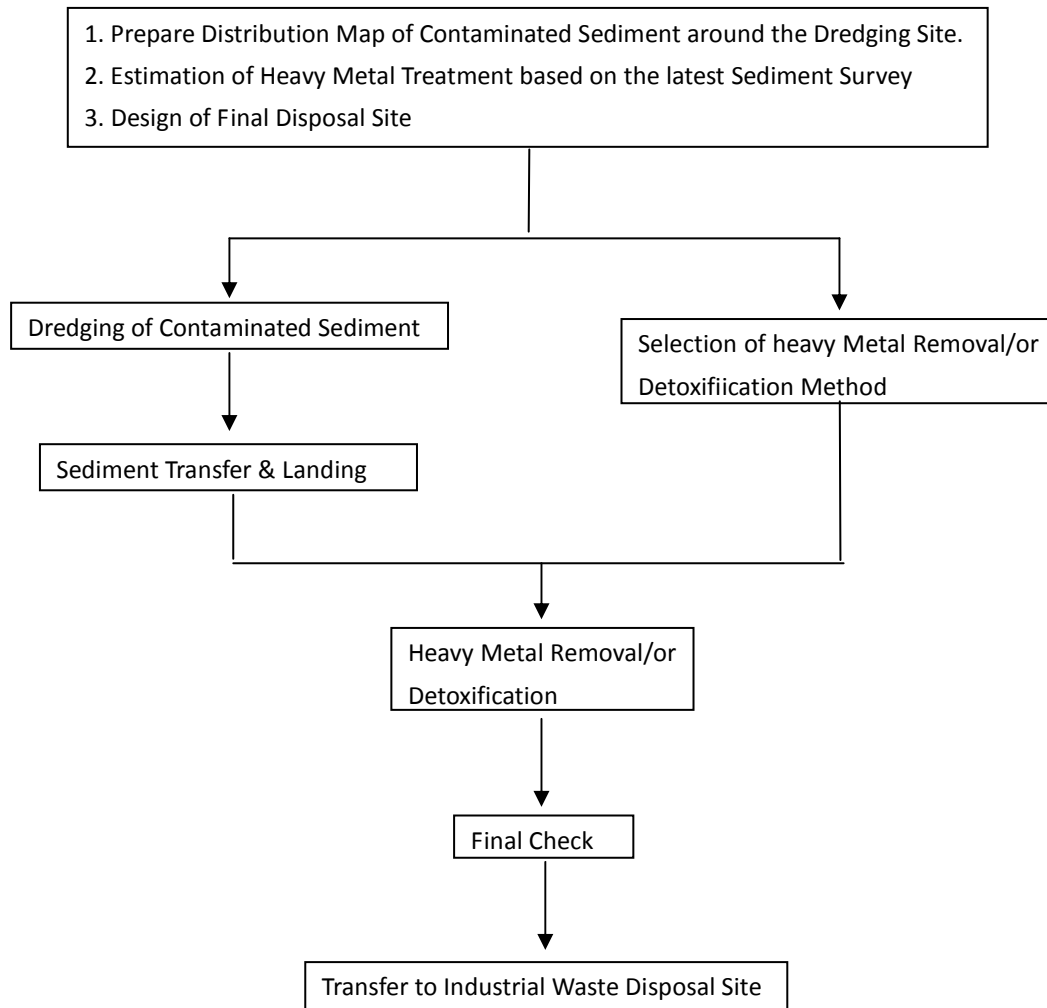 1. Prepare Distribution Map of Contaminated Sediment around the Dredging Site.
2. Estimation of Heavy Metal Treatment based on the latest Sediment Survey
3. Design of Final Disposal Site
Dredging of Contaminated Sediment
Selection of heavy Metal Removal/or
Detoxifiication Method
Sediment Transfer & Landing
Heavy Metal Removal/or
Detoxification
Final Check
Transfer to Industrial Waste Disposal Site